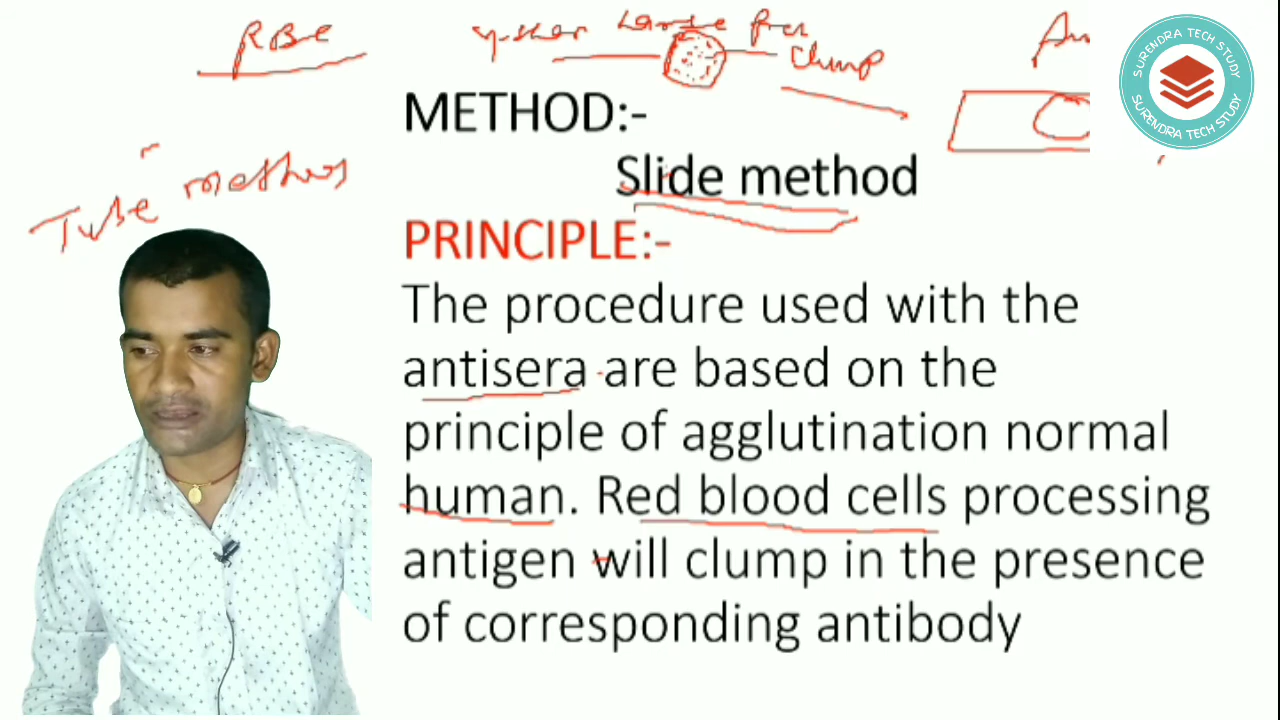 RBC
Large
Clump
SURENDRA TECH STUDY
SURENDRA TECH STUDY
METHOD:-
Slide method
Tube method
PRINCIPLE:-
The procedure used with the
antisera are based on the
principle of agglutination normal
human. Red blood cells processing
antigen will clump in the presence
of corresponding antibody